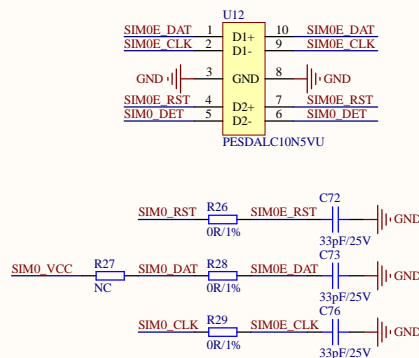 U12
SIM0E_DAT 1 D1+ 10 SIM0E_DAT
SIM0E_CLK 2 D1- 9 SIM0E_CLK
GND 3 GND 8 GND
SIM0E_RST 4 D2+ 7 SIM0E_RST
SIM0_DET 5 D2- 6 SIM0_DET
PESDALC10N5VU
R26 C72
SIM0_RST SIM0E_RST GND
0R/1% 33pF/25V
R27 R28 C73
SIM0_VCC SIM0_DAT SIM0E_DAT GND
NC 0R/1% 33pF/25V
R29 C76
SIM0_CLK SIM0E_CLK GND
0R/1% 33pF/25V